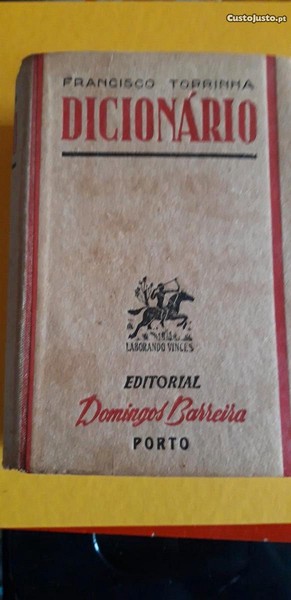 CustoJusto.pt
FRANCISCO TORRINHA
DICIONÁRIO
LABORANDO VINCES
EDITORIAL
Domingos Barreira
PORTO